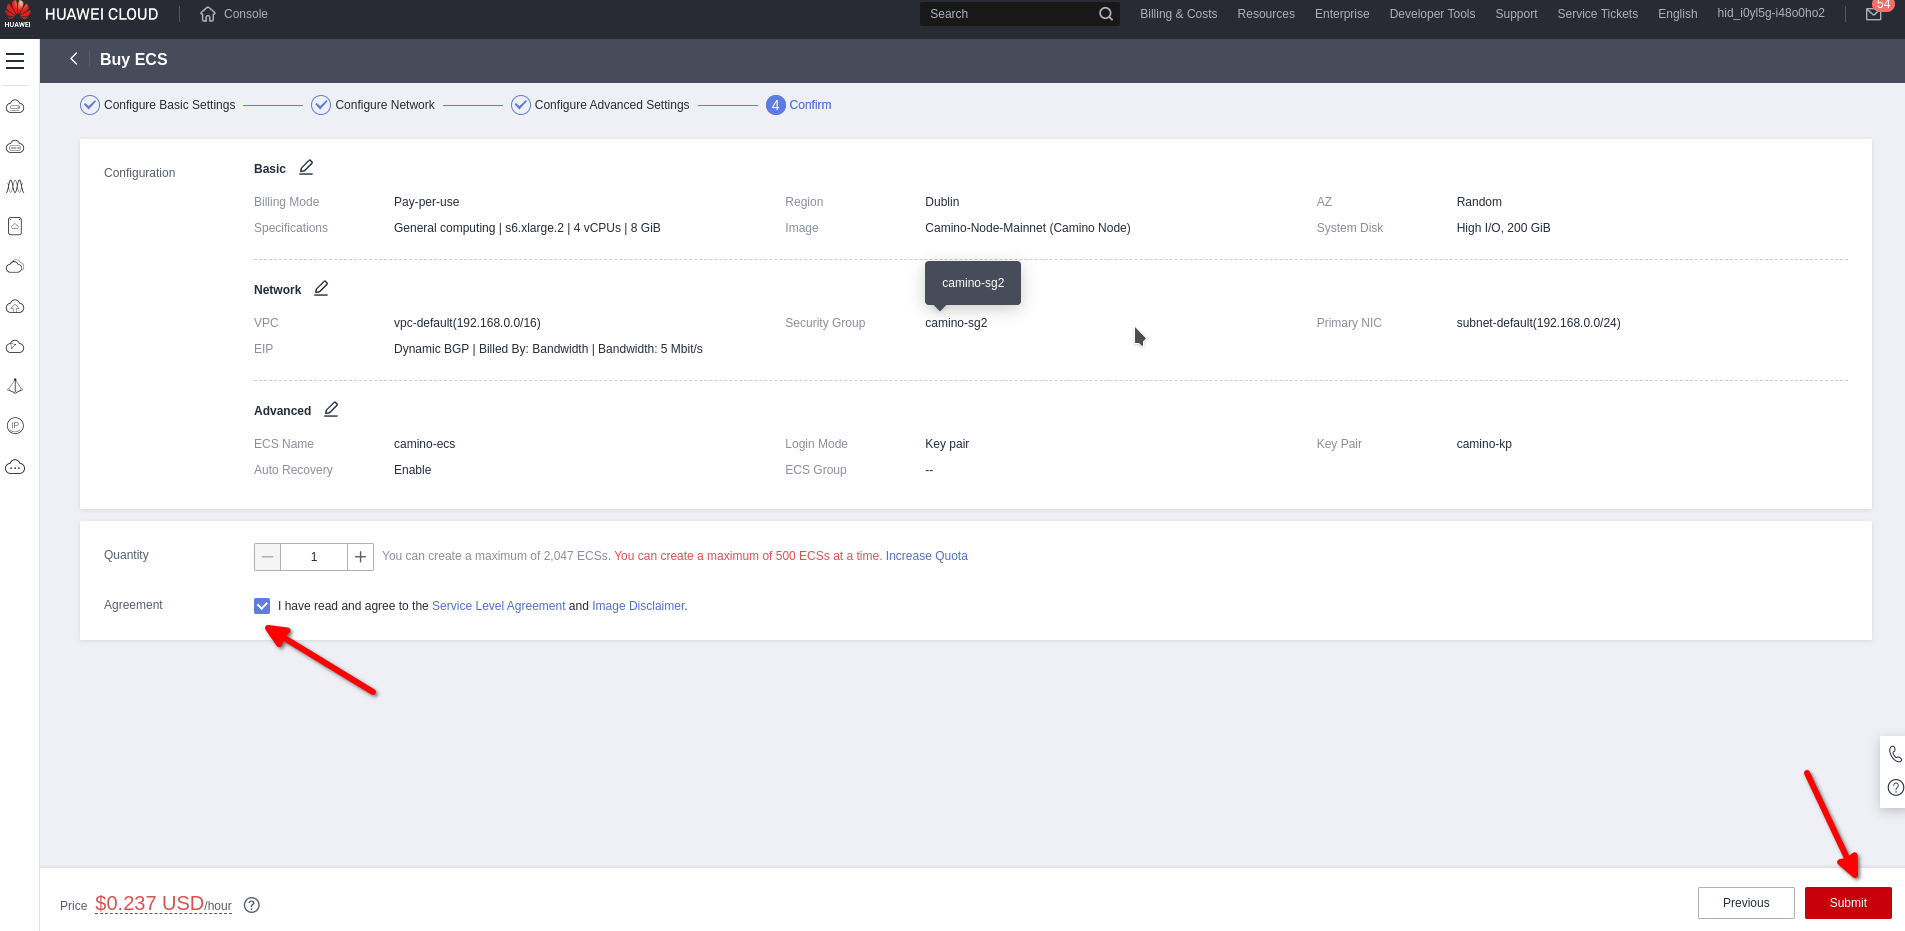 HUAWEI
HUAWEI CLOUD
Console
Search
Billing & Costs
Resources
Enterprise
Developer Tools
Support
Service Tickets
English
hid_i0yl5g-i48o0ho2
54
Buy ECS
Configure Basic Settings
Configure Network
Configure Advanced Settings
4 Confirm
Configuration
Basic
Billing Mode Pay-per-use Region Dublin AZ Random
Specifications General computing | s6.xlarge.2 | 4 vCPUs | 8 GiB Image Camino-Node-Mainnet (Camino Node) System Disk High I/O, 200 GiB
camino-sg2
Network
VPC vpc-default(192.168.0.0/16) Security Group camino-sg2 Primary NIC subnet-default(192.168.0.0/24)
EIP Dynamic BGP | Billed By: Bandwidth | Bandwidth: 5 Mbit/s
Advanced
ECS Name camino-ecs Login Mode Key pair Key Pair camino-kp
Auto Recovery Enable ECS Group --
IP
Quantity 1 You can create a maximum of 2,047 ECSs. You can create a maximum of 500 ECSs at a time. Increase Quota
Agreement I have read and agree to the Service Level Agreement and Image Disclaimer.
Price $0.237 USD/hour ?
Previous
Submit